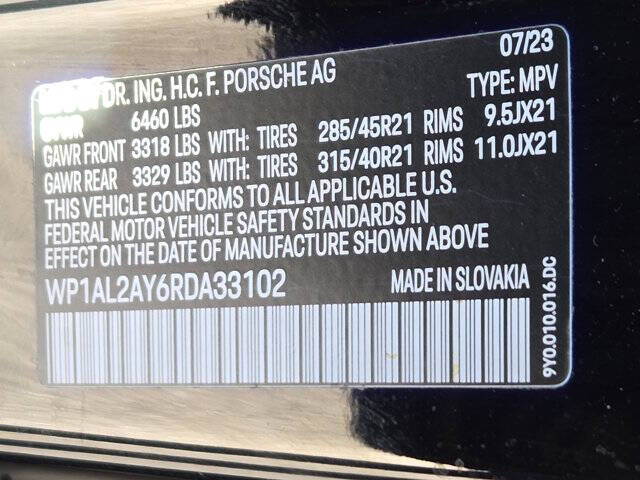 DR. ING. H.C. F. PORSCHE AG 07/23
GVWR 6460 LBS TYPE: MPV
GAWR FRONT 3318 LBS WITH: TIRES 285/45R21 RIMS 9.5JX21
GAWR REAR 3329 LBS WITH: TIRES 315/40R21 RIMS 11.0JX21
THIS VEHICLE CONFORMS TO ALL APPLICABLE U.S.
FEDERAL MOTOR VEHICLE SAFETY STANDARDS IN
EFFECT ON THE DATE OF MANUFACTURE SHOWN ABOVE
WP1AL2AY6RDA33102 MADE IN SLOVAKIA
9Y0.010.016.DC